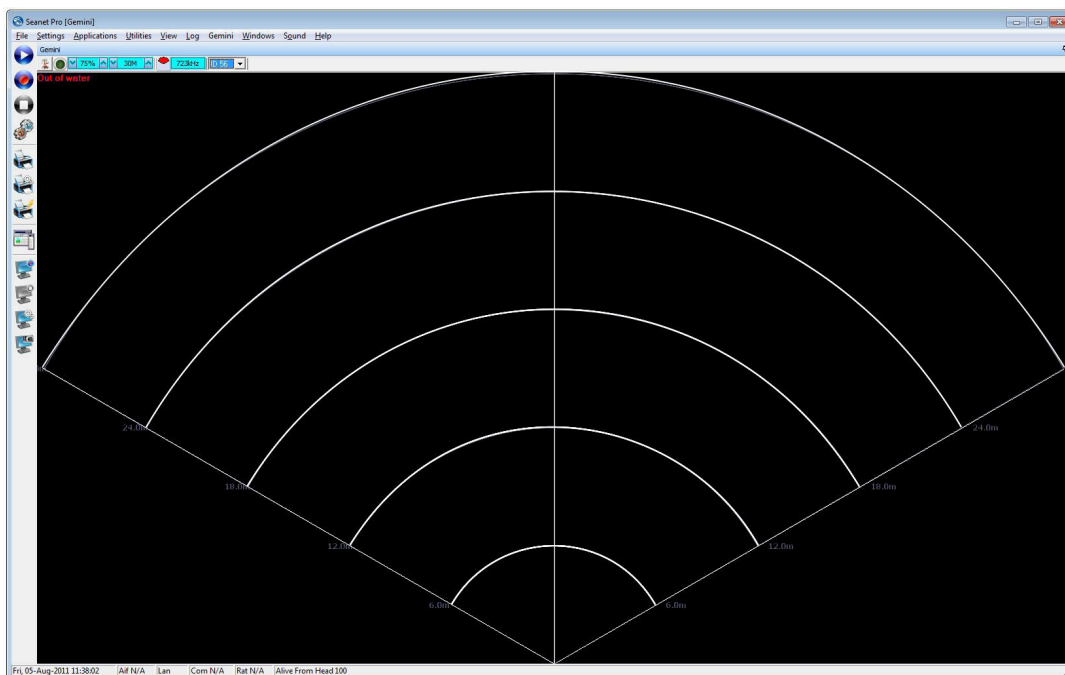 Seanet Pro [Gemini]
File Settings Applications Utilities View Log Gemini Windows Sound Help
Gemini
75% 30M 723kHz ID 56
Out of water
24.0m 24.0m
18.0m 18.0m
12.0m 12.0m
6.0m 6.0m
Fri, 05-Aug-2011 11:38:02 Aif N/A Lan Com N/A Rat N/A Alive From Head 100